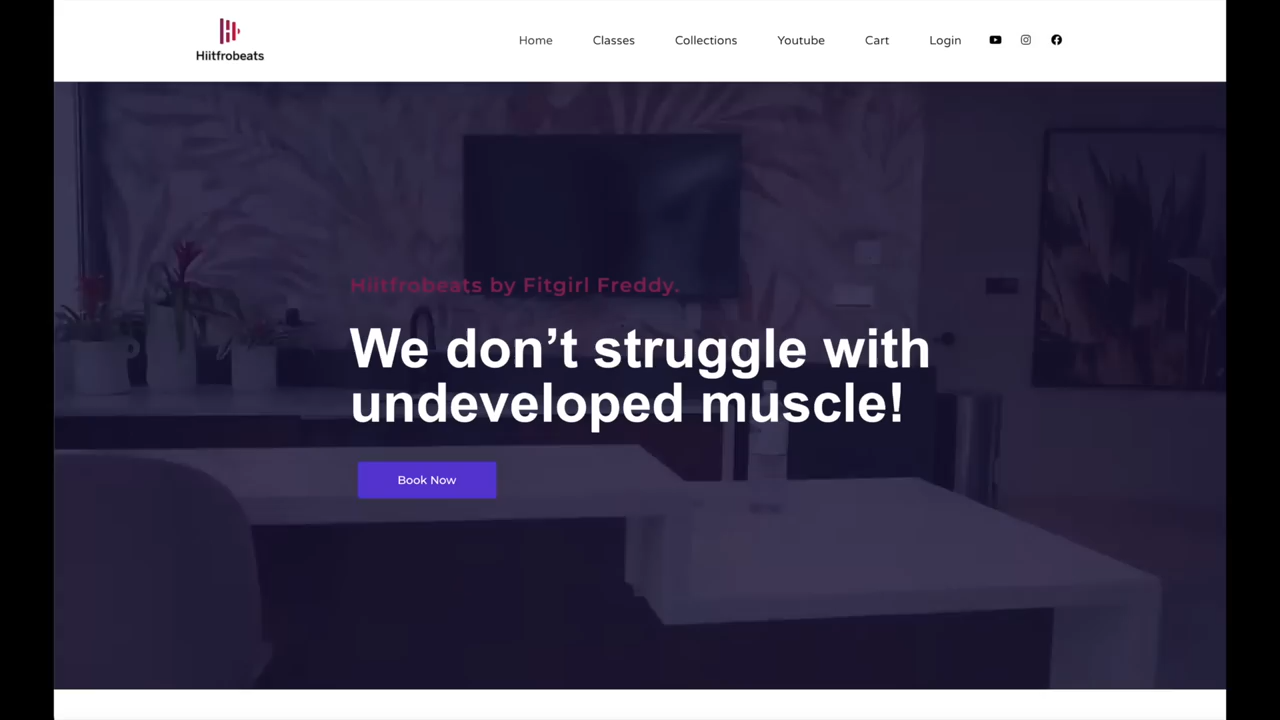 Hiitfrobeats
Home
Classes
Collections
Youtube
Cart
Login
Hiitfrobeats by Fitgirl Freddy.
We don’t struggle with
undeveloped muscle!
Book Now